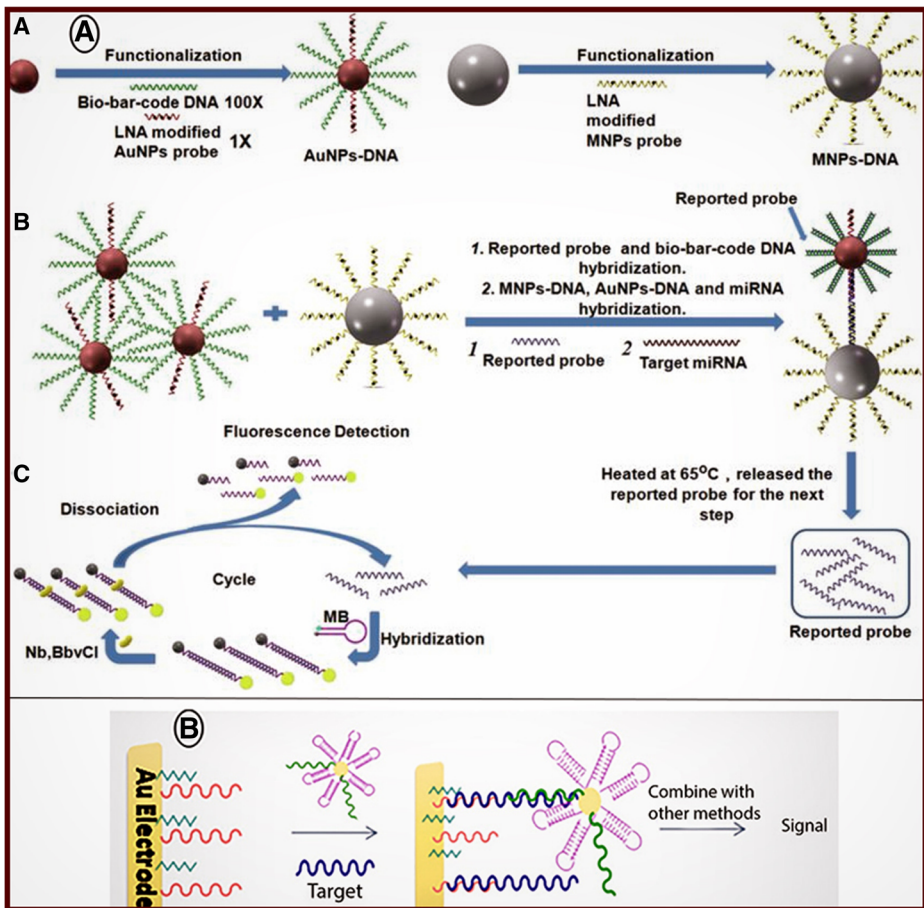 A
A
Functionalization
Bio-bar-code DNA 100X
LNA modified
AuNPs probe 1X
AuNPs-DNA
Functionalization
LNA
modified
MNPs probe
MNPs-DNA
B
Reported probe
1. Reported probe and bio-bar-code DNA
hybridization.
2. MNPs-DNA, AuNPs-DNA and miRNA
hybridization.
1 Reported probe 2 Target miRNA
C
Fluorescence Detection
Dissociation
Cycle
MB
Hybridization
Nb,BbvCI
Heated at 65°C , released the
reported probe for the next
step
Reported probe
B
Au Electrode
Target
Combine with
other methods
Signal